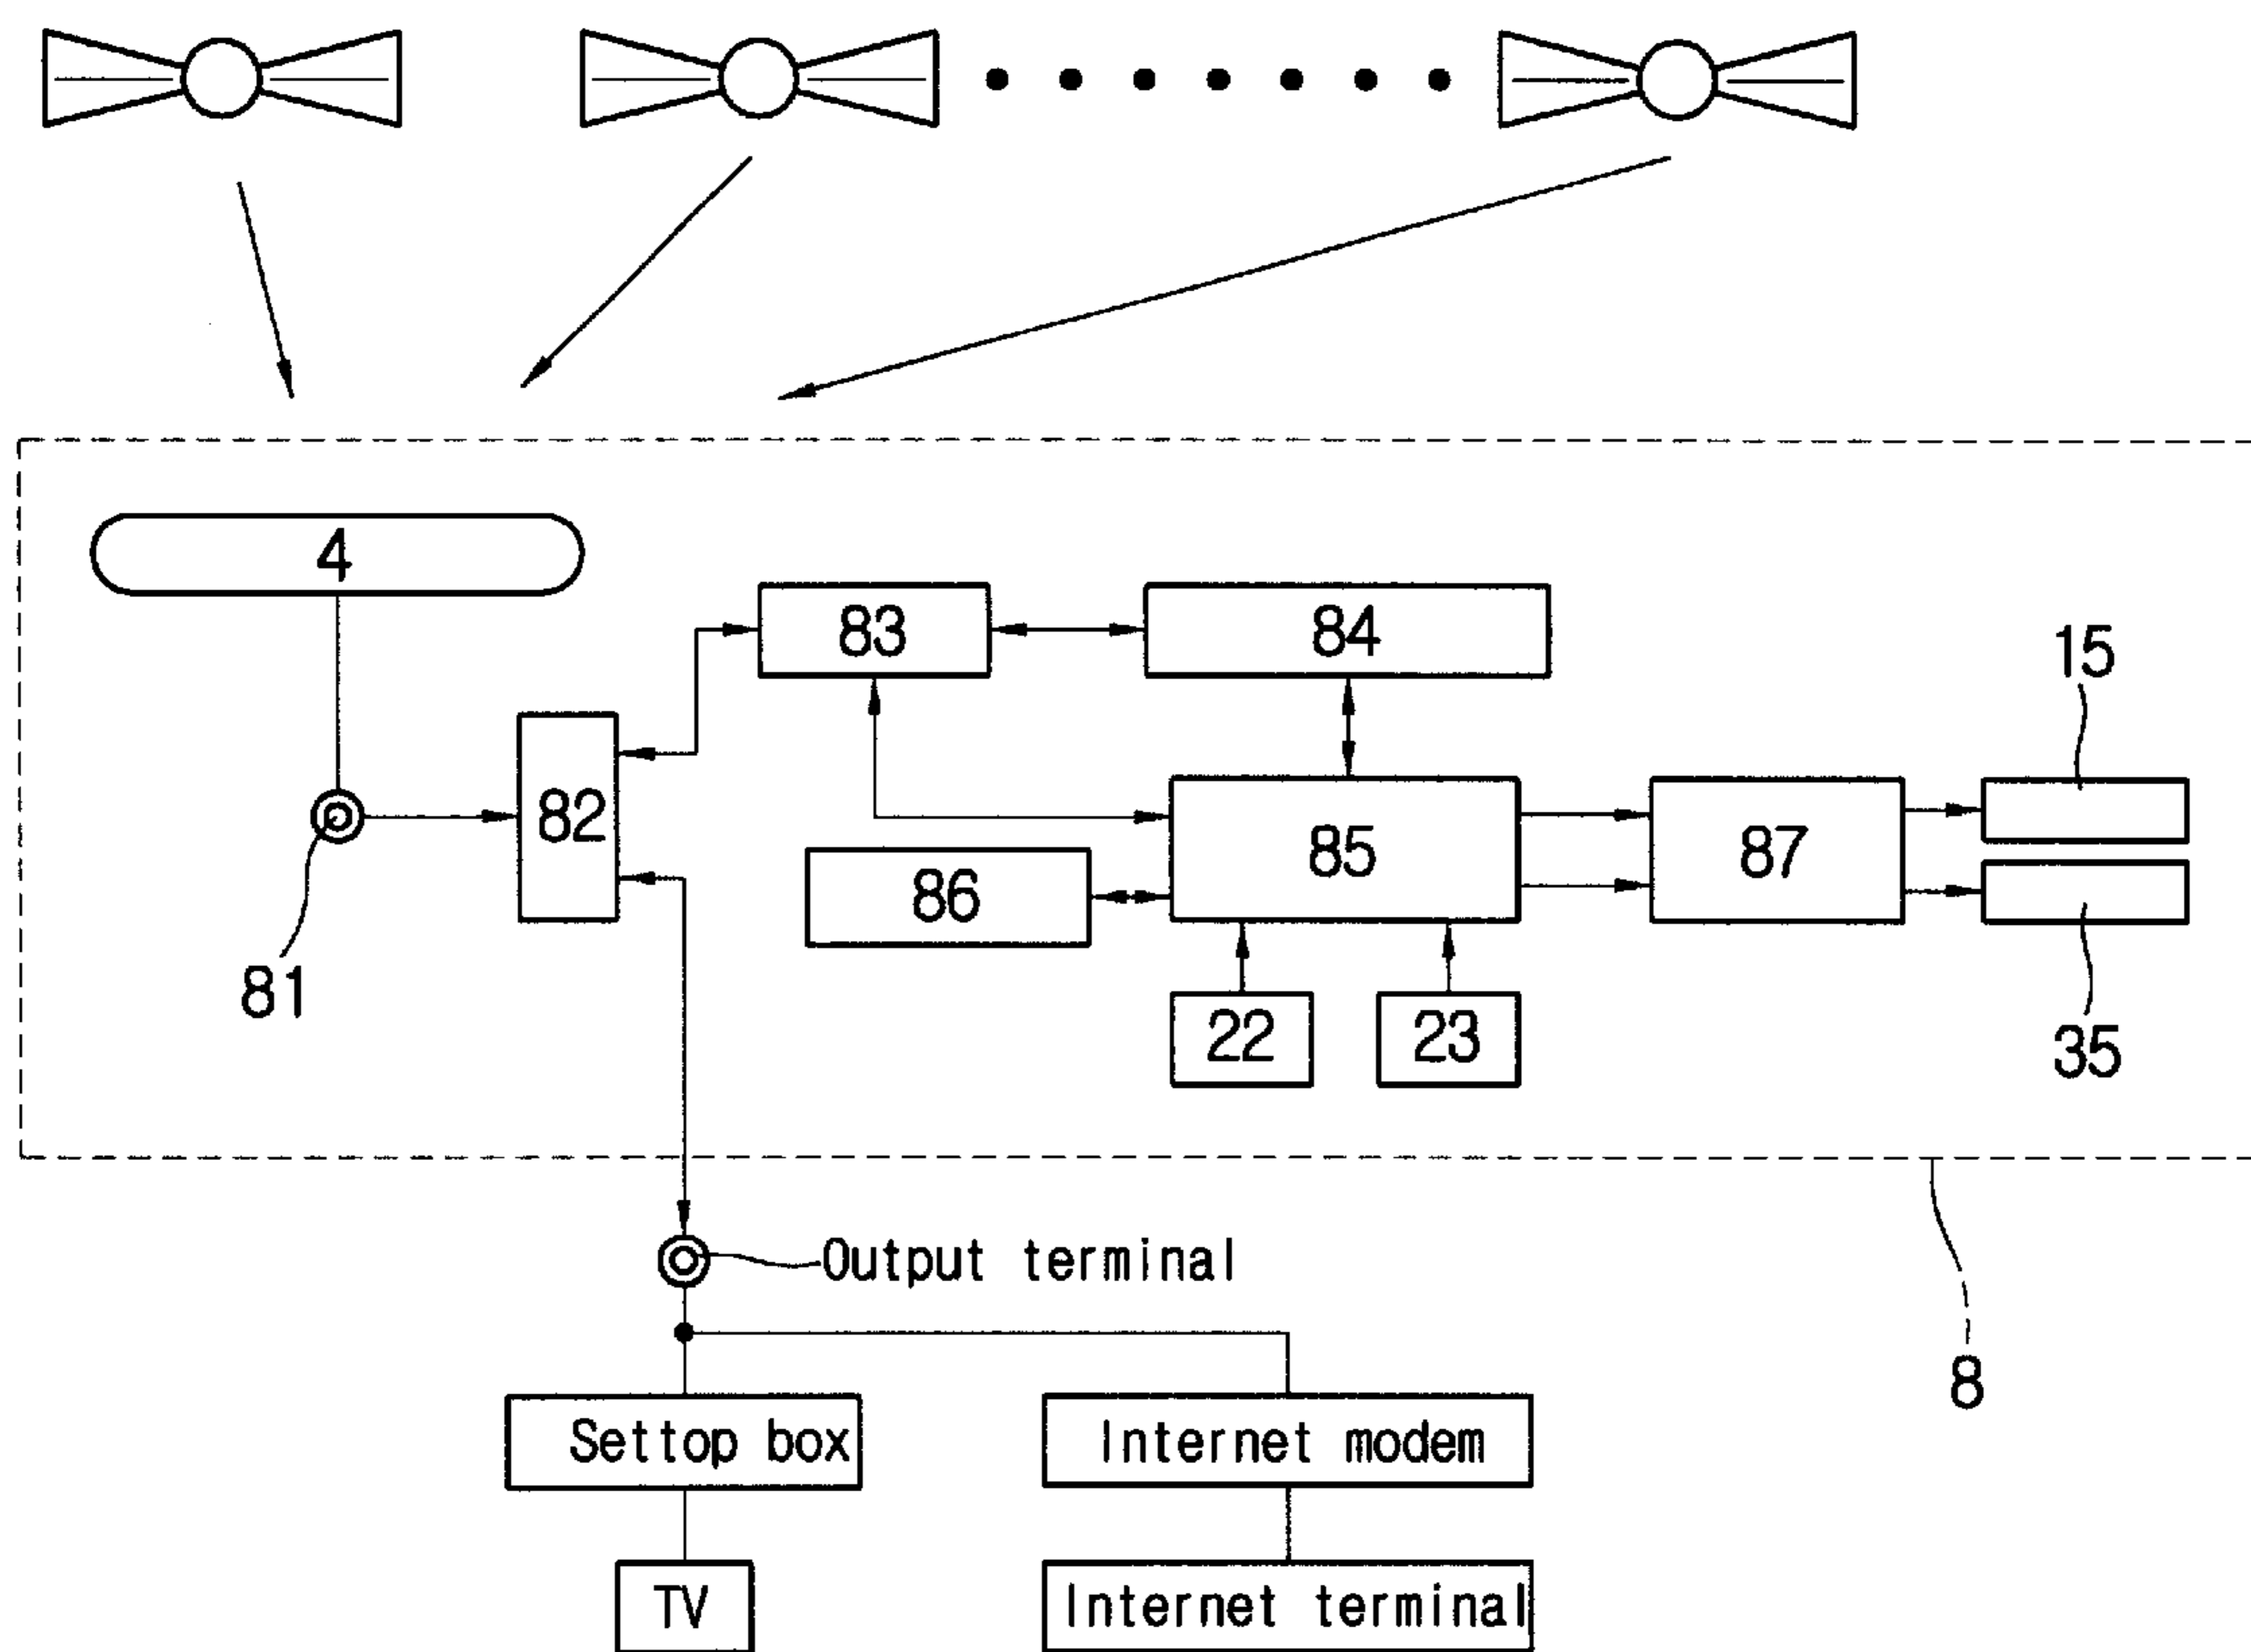 4
83
84
15
82
85
87
86
81
22
23
35
Output terminal
8
Settop box
Internet modem
TV
Internet terminal